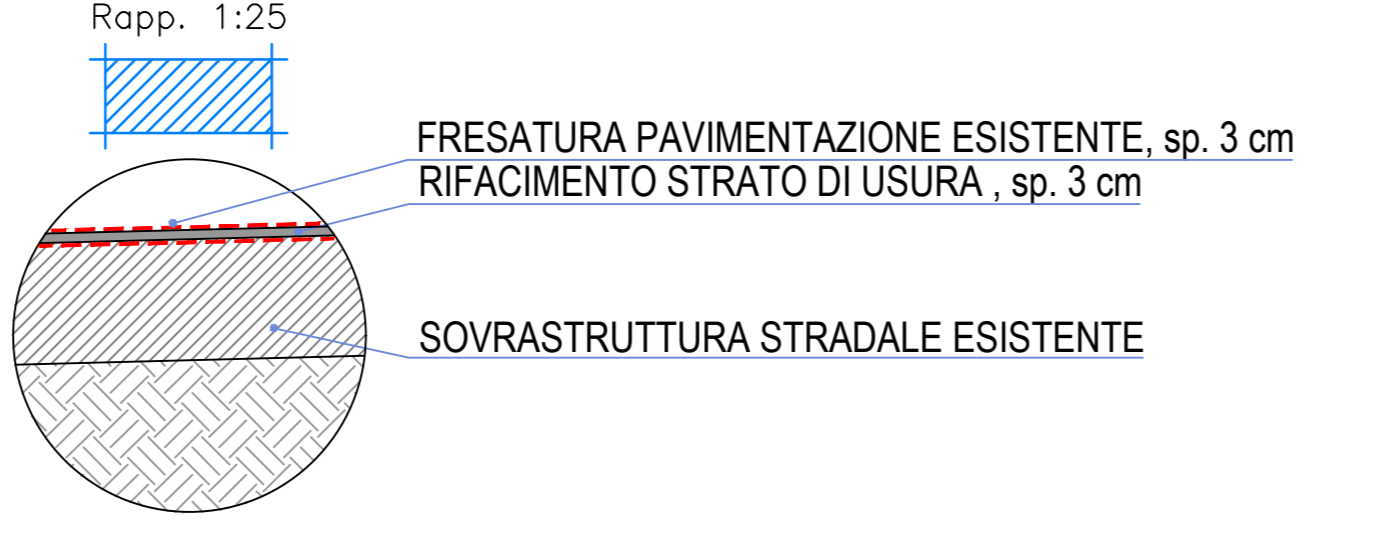 Rapp. 1:25
FRESATURA PAVIMENTAZIONE ESISTENTE, sp. 3 cm
RIFACIMENTO STRATO DI USURA , sp. 3 cm
SOVRASTRUTTURA STRADALE ESISTENTE